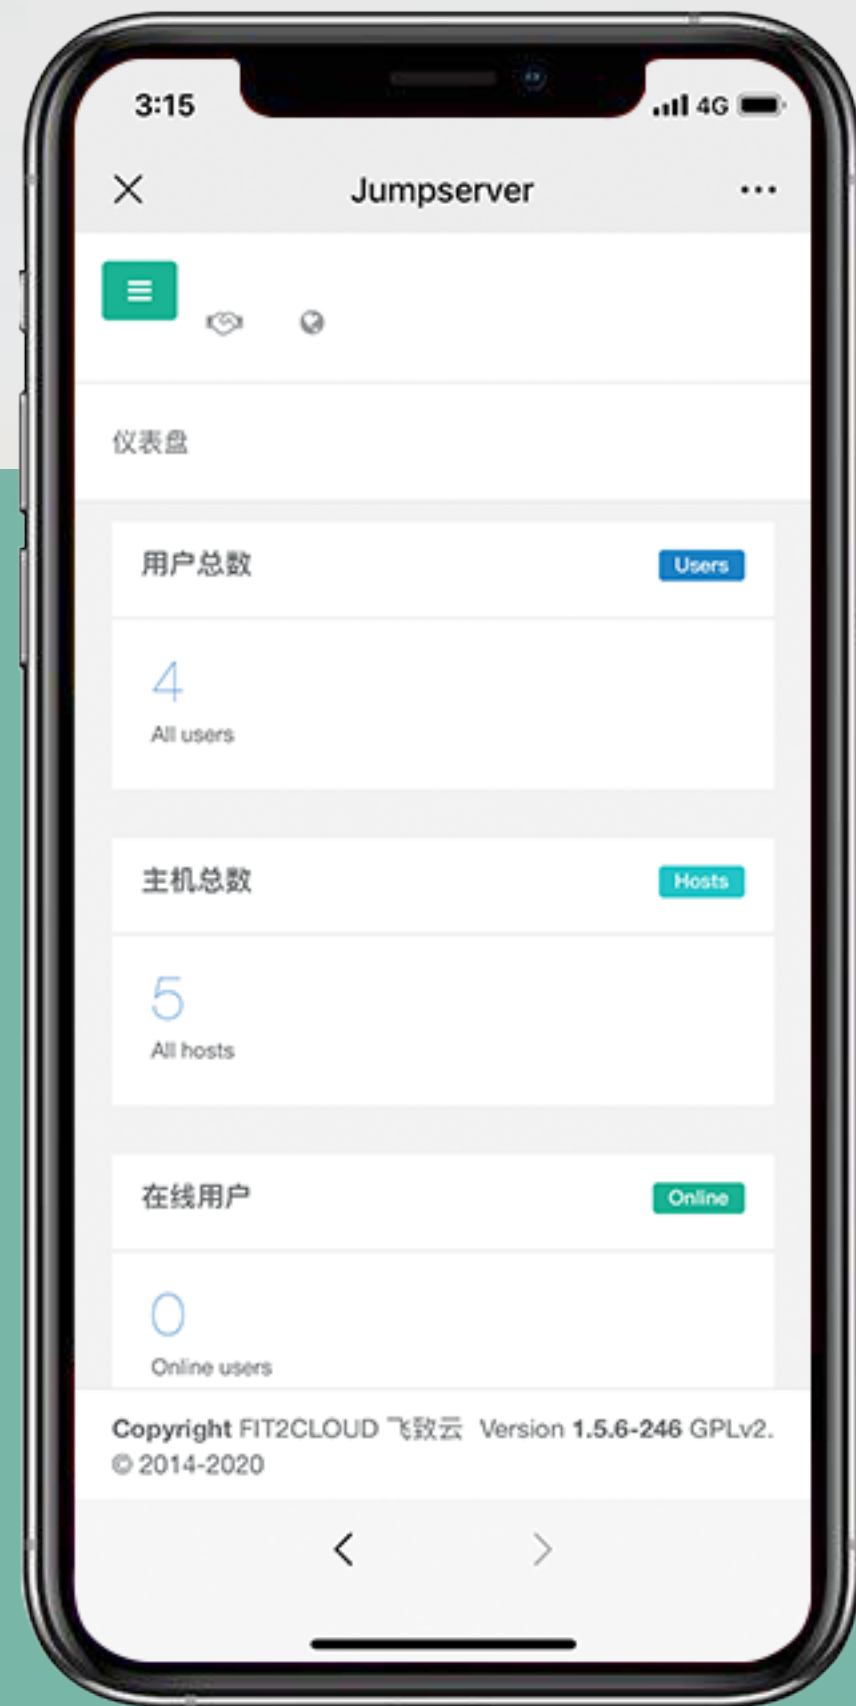 3:15
4G
Jumpserver
仪表盘
用户总数
Users
4
All users
主机总数
Hosts
5
All hosts
在线用户
Online
0
Online users
Copyright FIT2CLOUD 飞致云 Version 1.5.6-246 GPLv2.
© 2014-2020